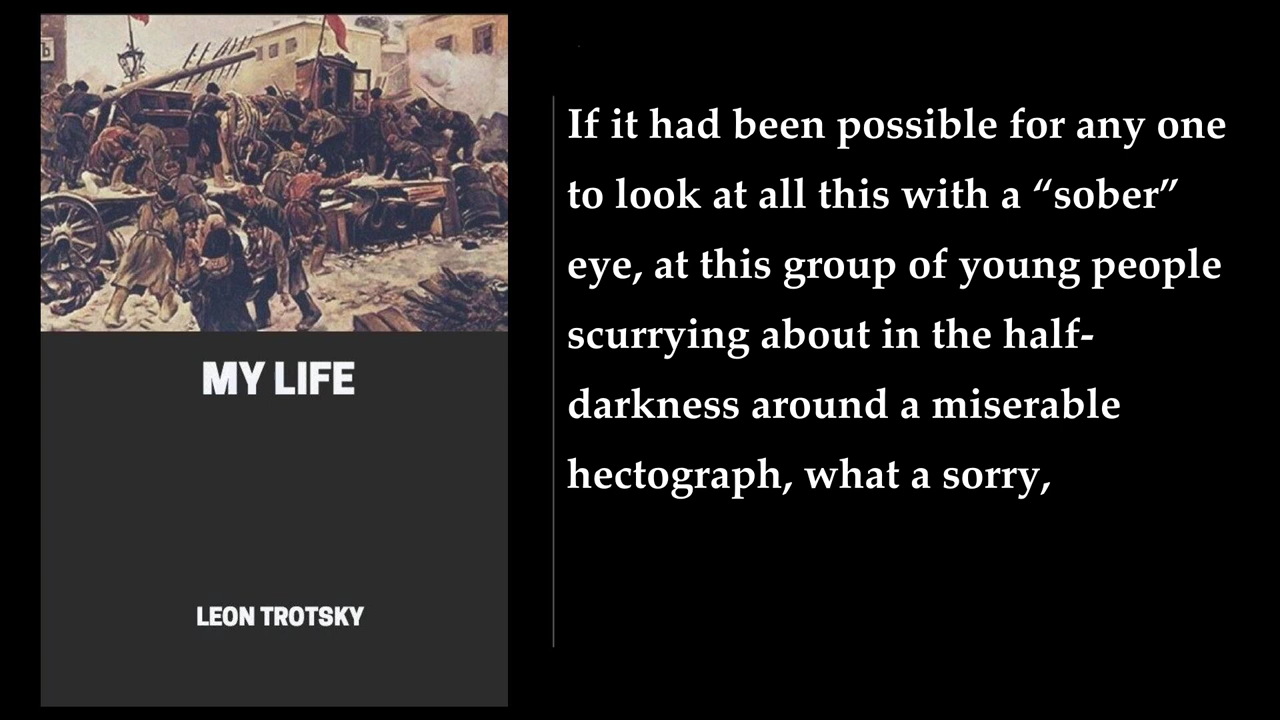 Ъ
MY LIFE
LEON TROTSKY
If it had been possible for any one
to look at all this with a “sober”
eye, at this group of young people
scurrying about in the half-
darkness around a miserable
hectograph, what a sorry,